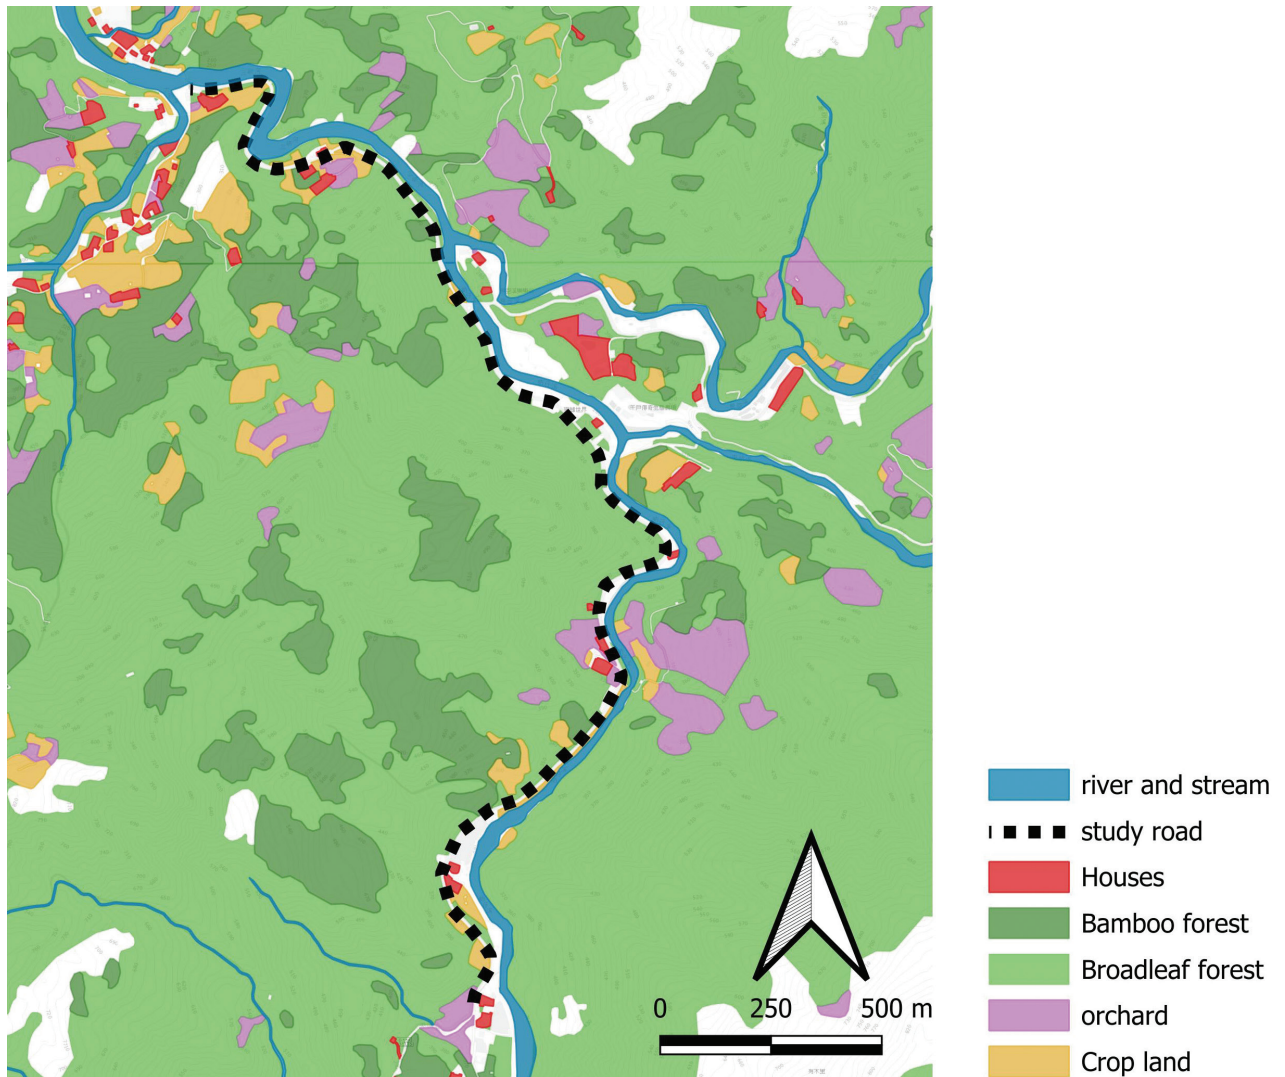 river and stream
study road
Houses
Bamboo forest
Broadleaf forest
orchard
Crop land
0 250 500 m